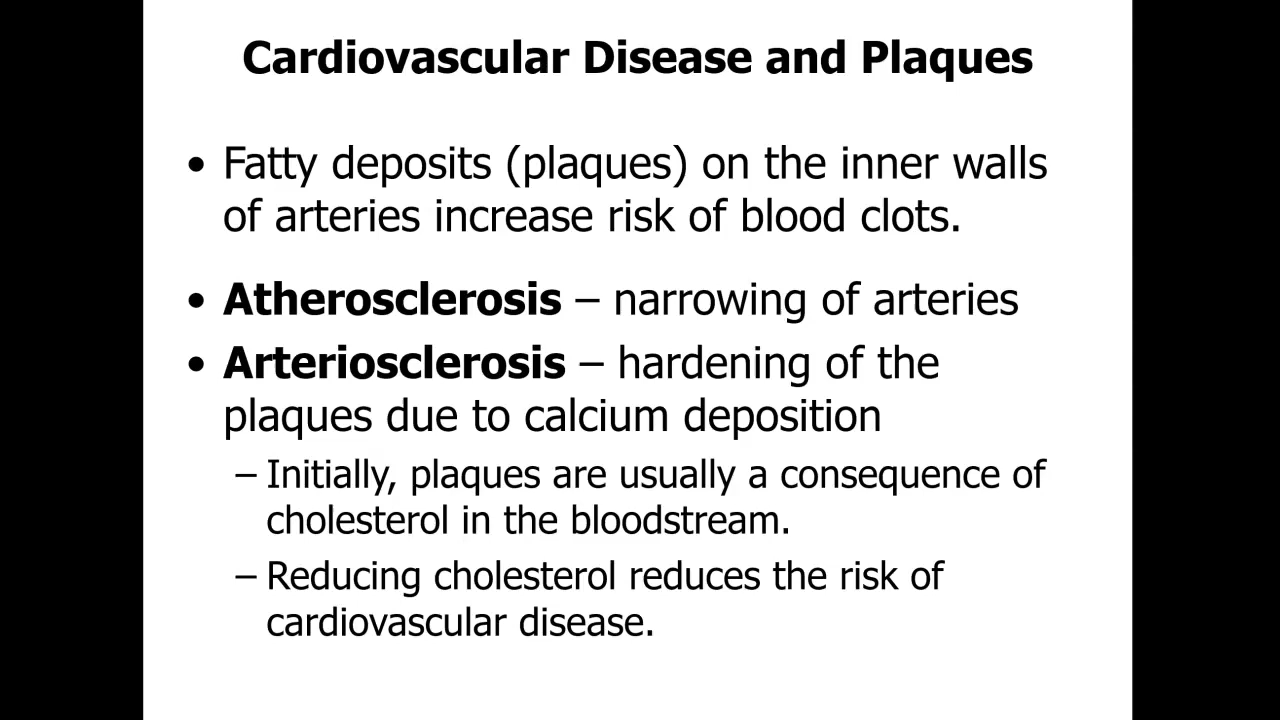 Cardiovascular Disease and Plaques
• Fatty deposits (plaques) on the inner walls
of arteries increase risk of blood clots.
• Atherosclerosis – narrowing of arteries
• Arteriosclerosis – hardening of the
plaques due to calcium deposition
– Initially, plaques are usually a consequence of
cholesterol in the bloodstream.
– Reducing cholesterol reduces the risk of
cardiovascular disease.